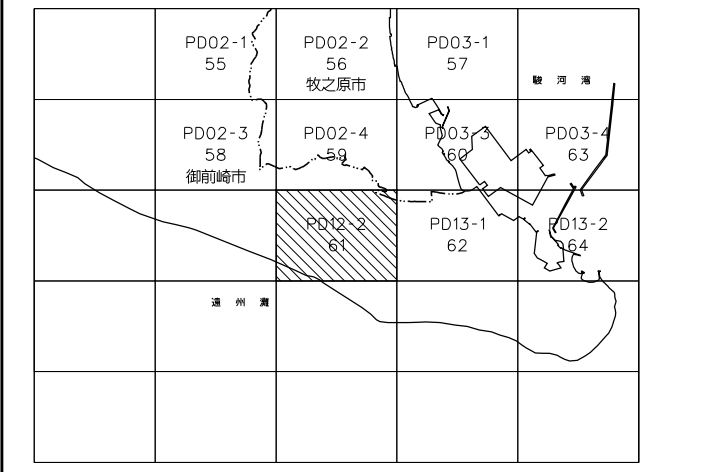 PD02-1
55
PD02-2
56
牧之原市
PD03-1
57
駿河湾
PD02-3
58
御前崎市
PD02-4
59
PD03-3
60
PD03-4
63
PD12-2
61
PD13-1
62
PD13-2
64
遠州灘